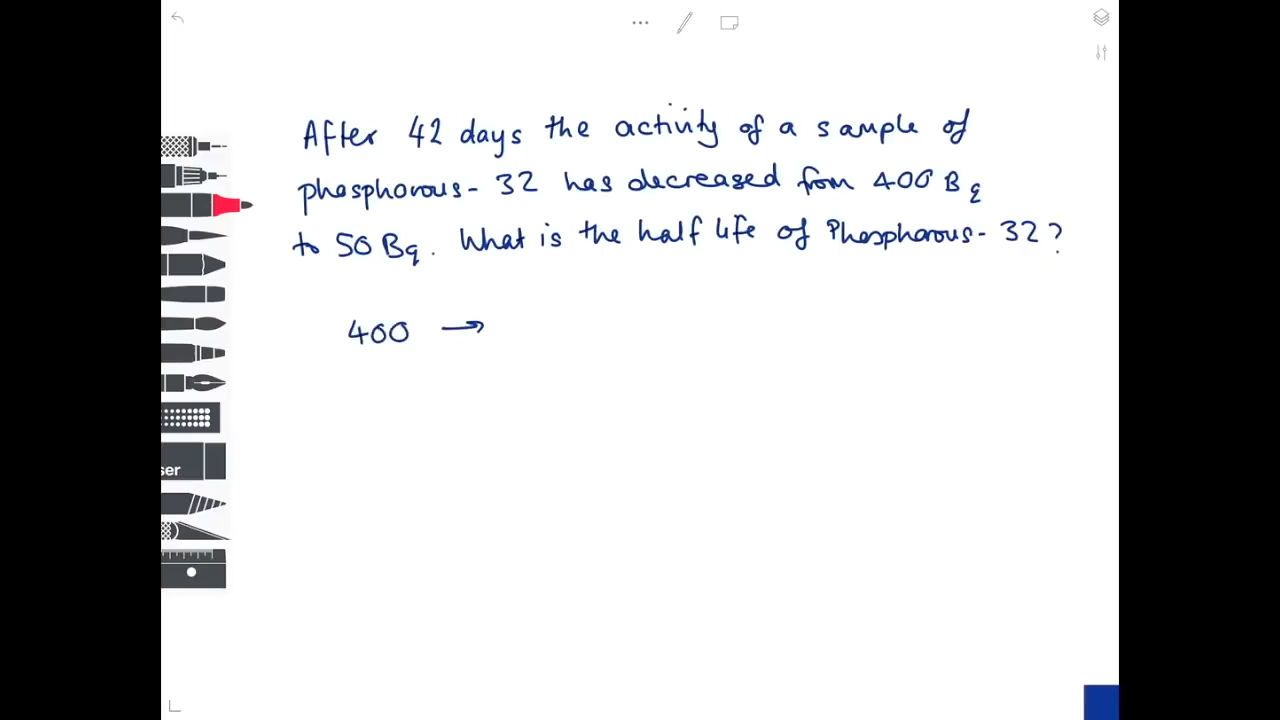 After 42 days the activity of a sample of
phosphorous-32 has decreased from 400 Bq
to 50 Bq. What is the half life of Phosphorous-32?
400 →
ser